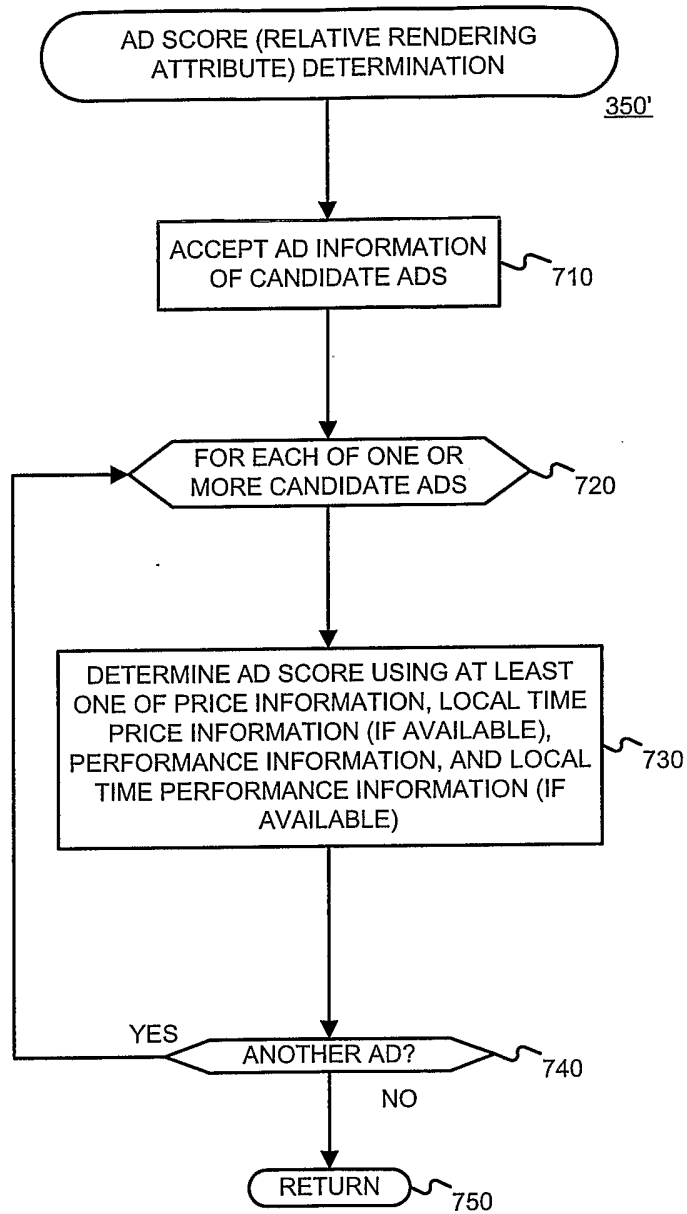 AD SCORE (RELATIVE RENDERING
ATTRIBUTE) DETERMINATION
350'
ACCEPT AD INFORMATION
OF CANDIDATE ADS
710
FOR EACH OF ONE OR
MORE CANDIDATE ADS
720
DETERMINE AD SCORE USING AT LEAST
ONE OF PRICE INFORMATION, LOCAL TIME
PRICE INFORMATION (IF AVAILABLE),
PERFORMANCE INFORMATION, AND LOCAL
TIME PERFORMANCE INFORMATION (IF
AVAILABLE)
730
YES
ANOTHER AD?
740
NO
RETURN
750